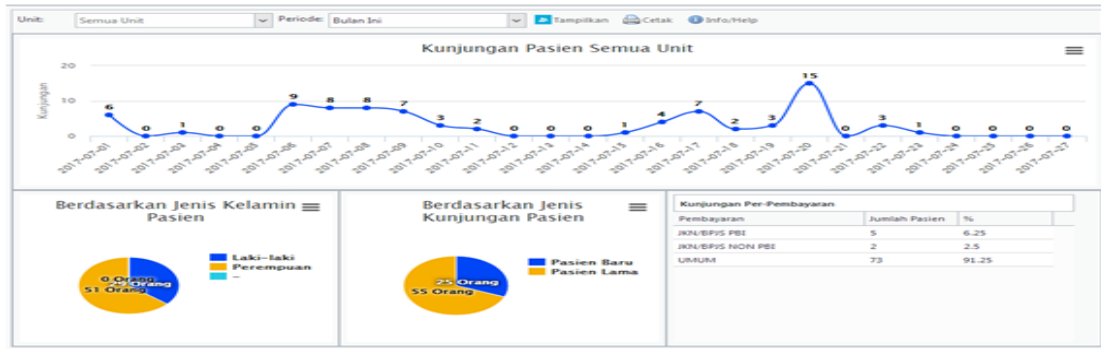 Unit: Semua Unit Periode: Bulan Ini Tampilkan Cetak Info/Help
Kunjungan Pasien Semua Unit
Kunjungan
20
10
0
6 0 1 0 0 9 8 8 7 3 2 0 0 0 1 4 7 2 3 15 0 3 1 0 0 0 0
2017-07-01 2017-07-02 2017-07-03 2017-07-04 2017-07-05 2017-07-06 2017-07-07 2017-07-08 2017-07-09 2017-07-10 2017-07-11 2017-07-12 2017-07-13 2017-07-14 2017-07-15 2017-07-16 2017-07-17 2017-07-18 2017-07-19 2017-07-20 2017-07-21 2017-07-22 2017-07-23 2017-07-24 2017-07-25 2017-07-26 2017-07-27
Berdasarkan Jenis Kelamin
Pasien
0 Orang
Orang
51 Orang
Laki-laki
Perempuan
-
Berdasarkan Jenis
Kunjungan Pasien
25 Orang
55 Orang
Pasien Baru
Pasien Lama
Kunjungan Per-Pembayaran
Pembayaran Jumlah Pasien %
JKN/BPJS PBI 5 6.25
JKN/BPJS NON PBI 2 2.5
UMUM 73 91.25